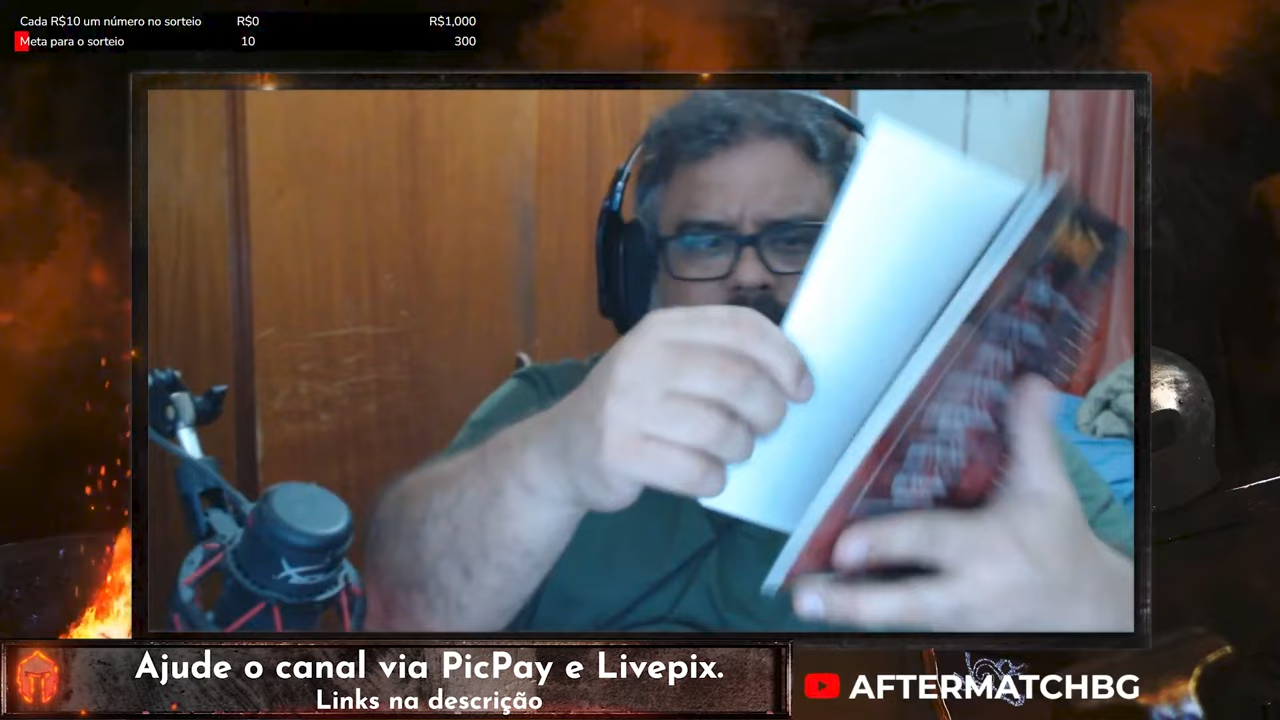 Cada R$10 um número no sorteio R$0 R$1,000
Meta para o sorteio 10 300
Ajude o canal via PicPay e Livepix.
Links na descrição
AFTERMATCHBG